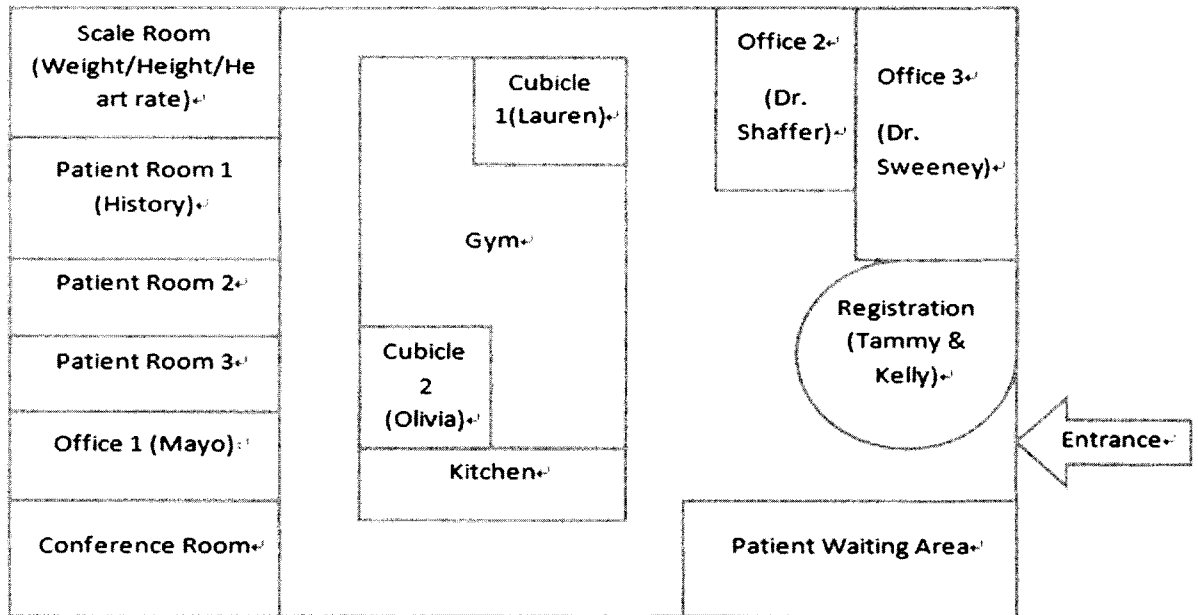 Scale Room
(Weight/Height/He
art rate)↵
Patient Room 1
(History)↵
Patient Room 2↵
Patient Room 3↵
Office 1 (Mayo)↵
Conference Room↵
Cubicle
1(Lauren)↵
Gym↵
Cubicle
2
(Olivia)↵
Kitchen↵
Office 2↵
(Dr.
Shaffer)↵
Office 3↵
(Dr.
Sweeney)↵
Registration
(Tammy &
Kelly)↵
Entrance↵
Patient Waiting Area↵